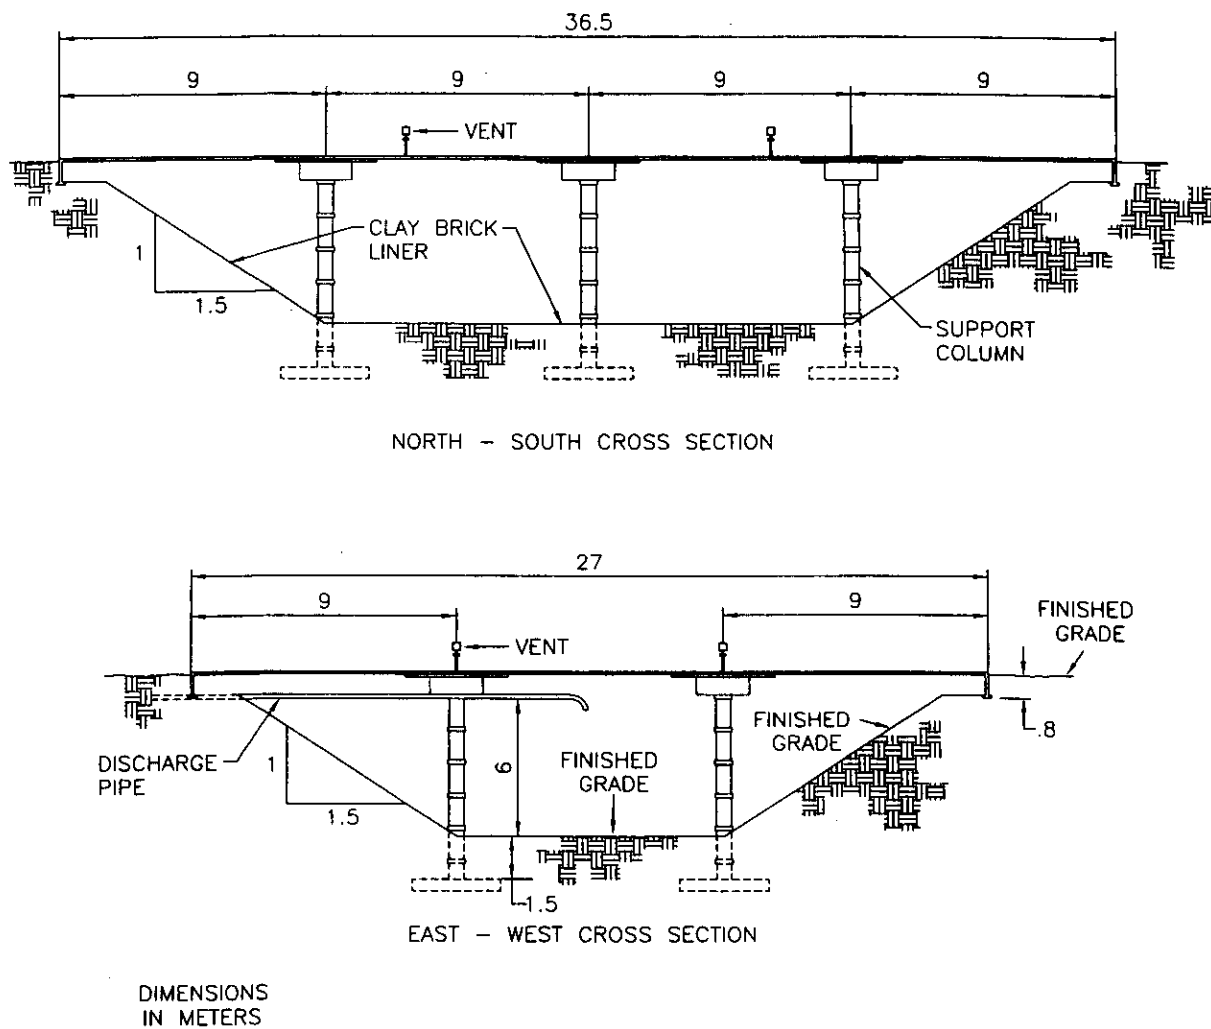 36.5
9
9
9
9
VENT
CLAY BRICK
LINER
1
1.5
SUPPORT
COLUMN
NORTH - SOUTH CROSS SECTION
27
9
9
FINISHED
GRADE
VENT
FINISHED
GRADE
.8
DISCHARGE
PIPE
1
1.5
6
FINISHED
GRADE
1.5
EAST - WEST CROSS SECTION
DIMENSIONS
IN METERS